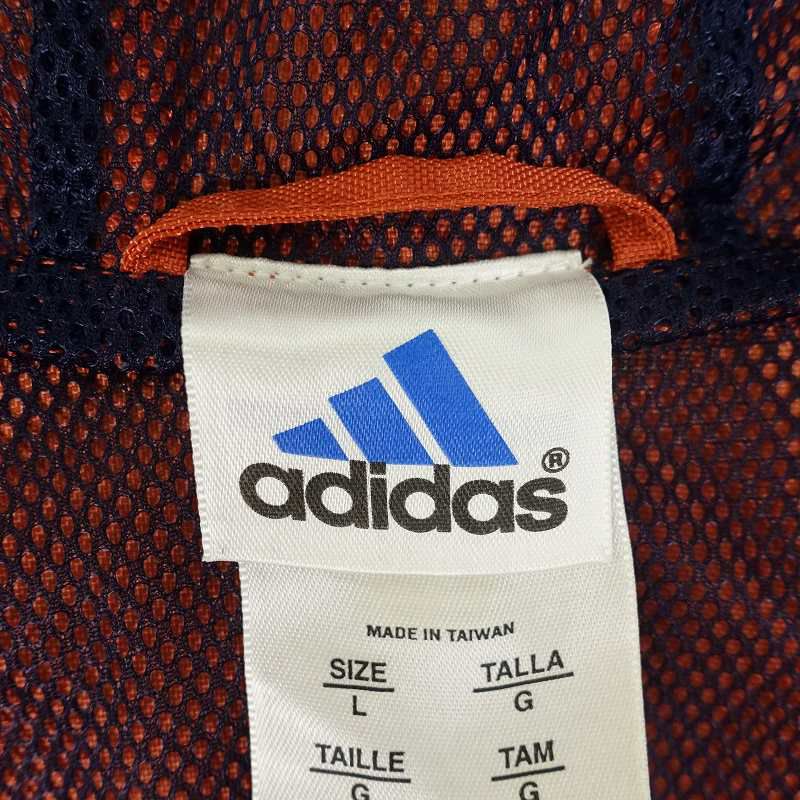 adidas®
MADE IN TAIWAN
SIZE TALLA
L G
TAILLE TAM
G G